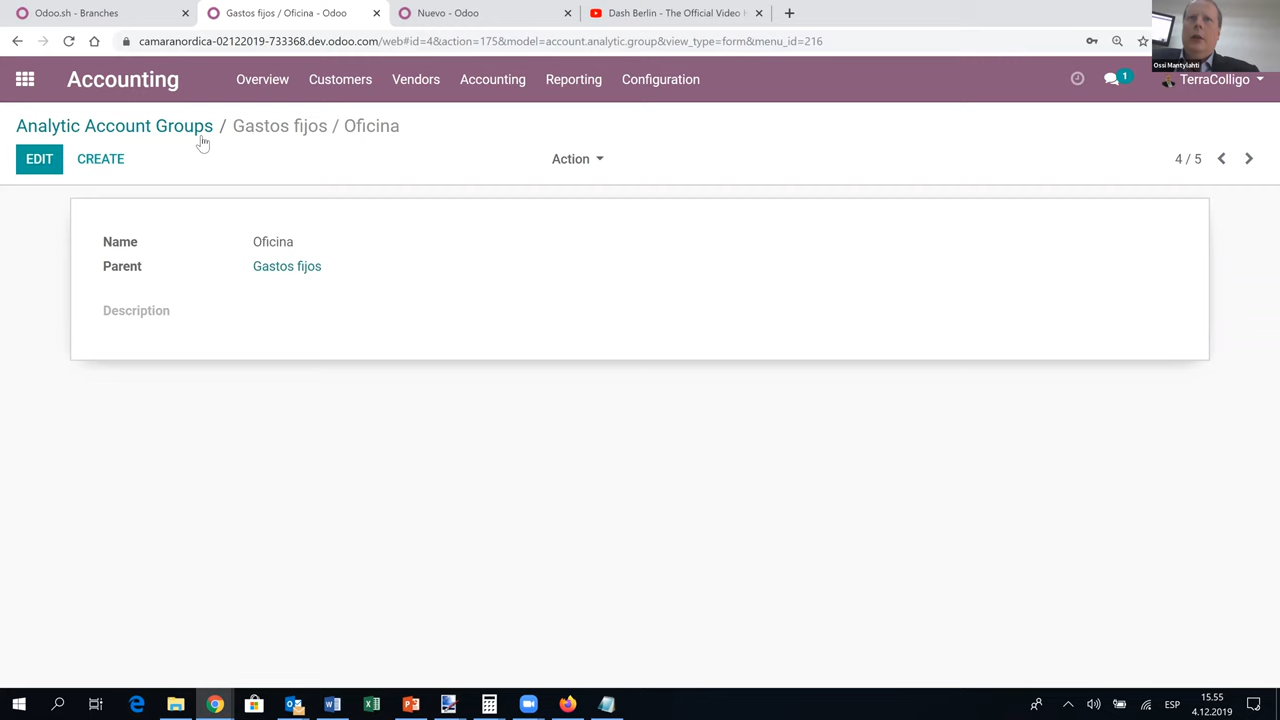 Odoo.sh - Branches
Gastos fijos / Oficina - Odoo
Nuevo - Odoo
Dash Berlin - The Official Video
camaranordica-02122019-733368.dev.odoo.com/web#id=4&action=175&model=account.analytic.group&view_type=form&menu_id=216
Ossi Mantylahti
Accounting
Overview
Customers
Vendors
Accounting
Reporting
Configuration
1
TerraColligo
Analytic Account Groups / Gastos fijos / Oficina
EDIT
CREATE
Action
4 / 5
Name
Oficina
Parent
Gastos fijos
Description
ESP
15.55
4.12.2019